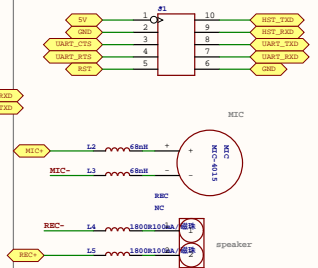 J1
5V 1 10 HST_TXD
GND 2 9 HST_RXD
UART_CTS 3 8 UART_TXD
UART_RTS 4 7 UART_RXD
RST 5 6 GND
RXD
TXD
MIC
MIC+ L2 68nH + +
MIC
MIC-6015
MIC- L3 68nH - -
REC
NC
REC- L4 1800R100mA/磁珠 1
speaker
REC+ L5 1800R100mA/磁珠 2